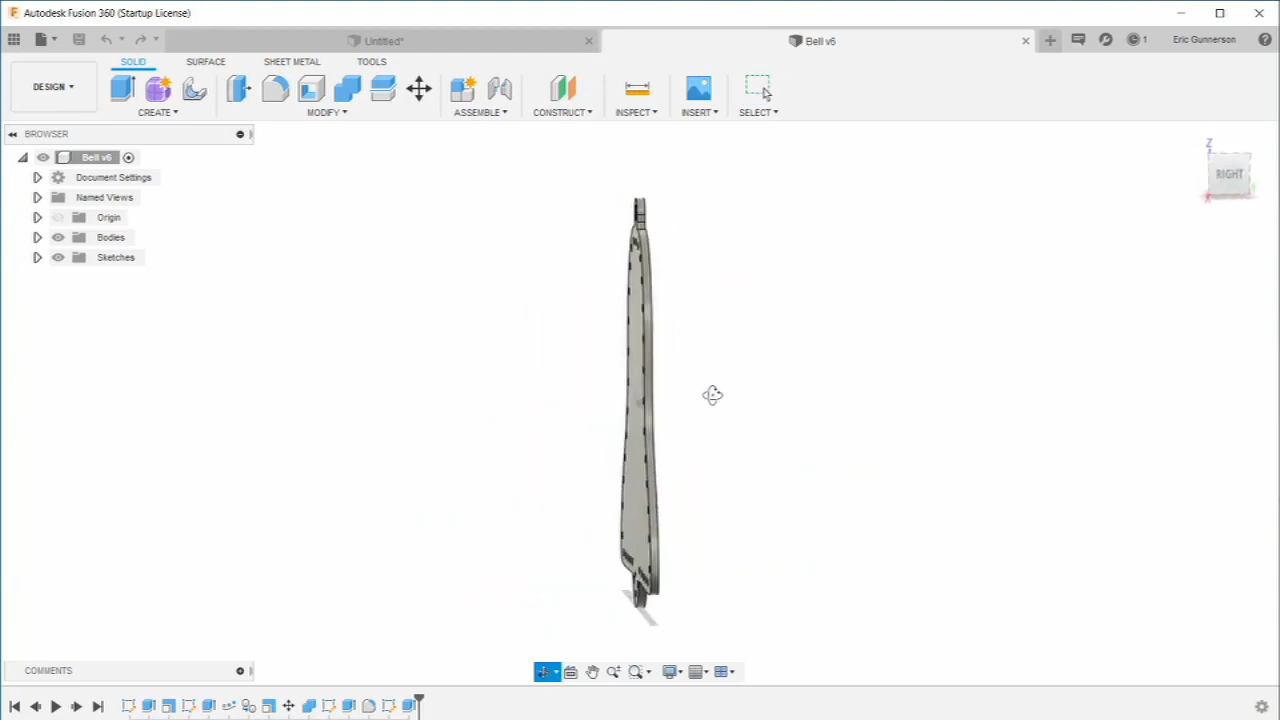 Autodesk Fusion 360 (Startup License)
Untitled*
Bell v6
1
Eric Gunnerson
SOLID
SURFACE
SHEET METAL
TOOLS
DESIGN
CREATE
MODIFY
ASSEMBLE
CONSTRUCT
INSPECT
INSERT
SELECT
BROWSER
Bell v6
Document Settings
Named Views
Origin
Bodies
Sketches
Z
RIGHT
X
COMMENTS